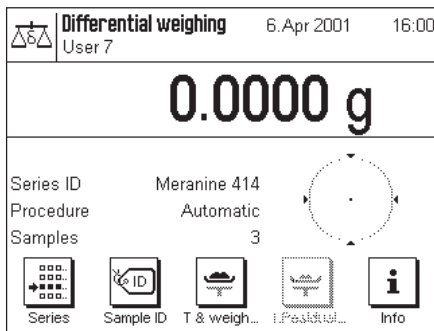 Differential weighing 6.Apr 2001 16:00
User 7
0.0000 g
Series ID Meranine 414
Procedure Automatic
Samples 3
ID
Series Sample ID T & weigh... Info